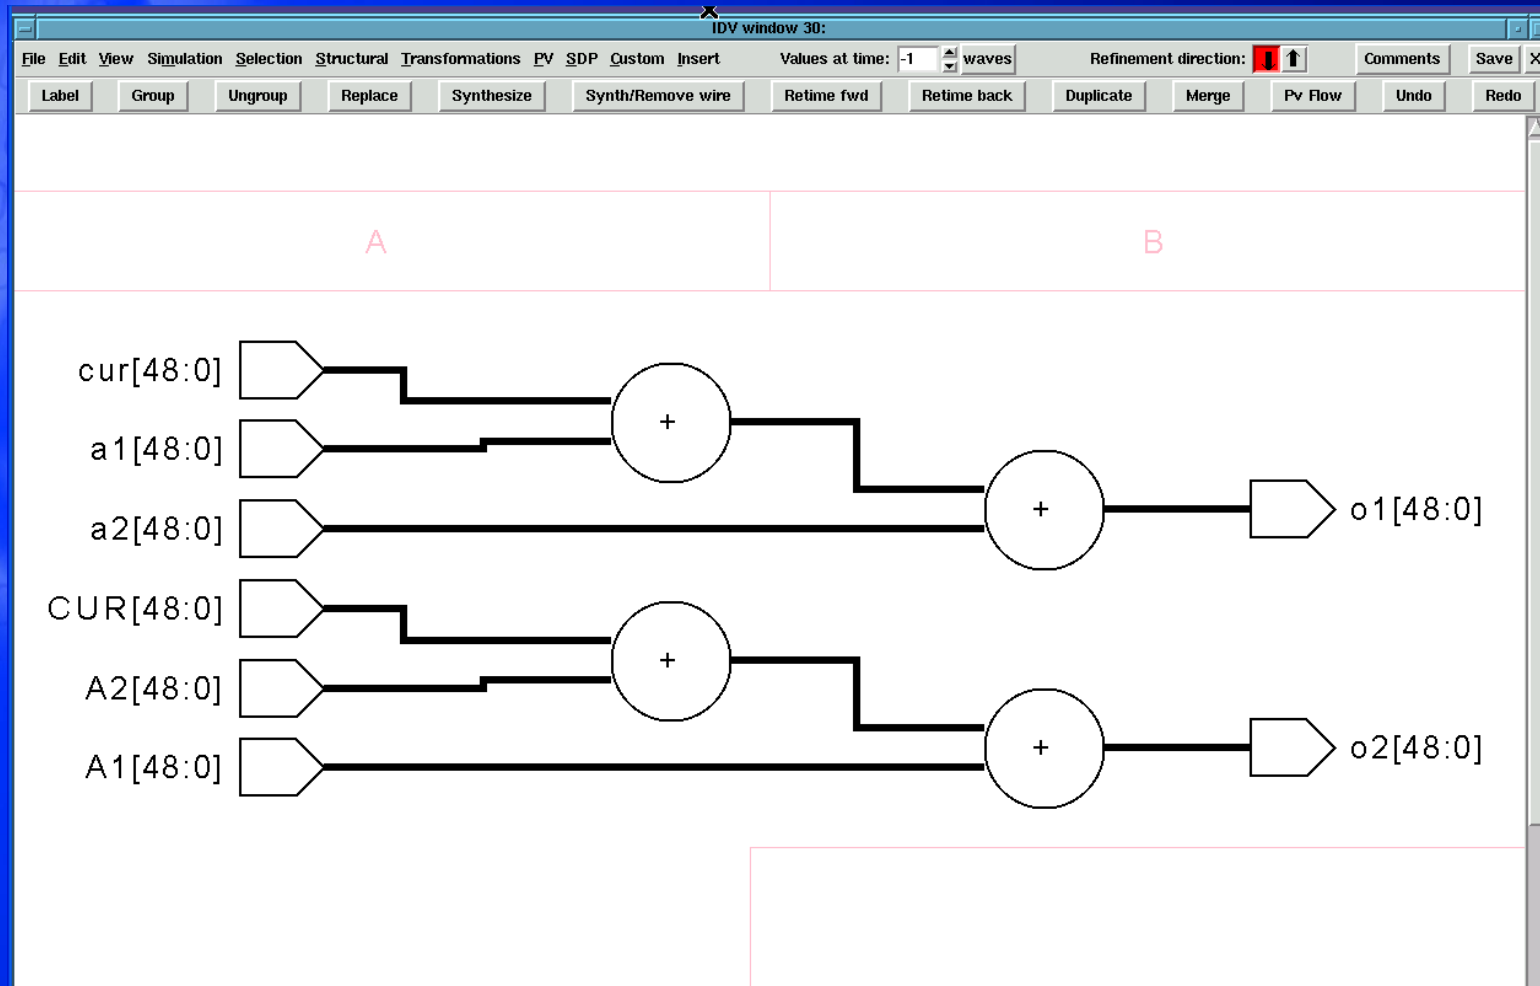 IDV window 30:
File Edit View Simulation Selection Structural Transformations PV SDP Custom Insert Values at time: -1 waves Refinement direction: Comments Save X
Label Group Ungroup Replace Synthesize Synth/Remove wire Retime fwd Retime back Duplicate Merge Pv Flow Undo Redo
A B
cur[48:0]
+
a1[48:0]
+ o1[48:0]
a2[48:0]
CUR[48:0]
+
A2[48:0]
+ o2[48:0]
A1[48:0]